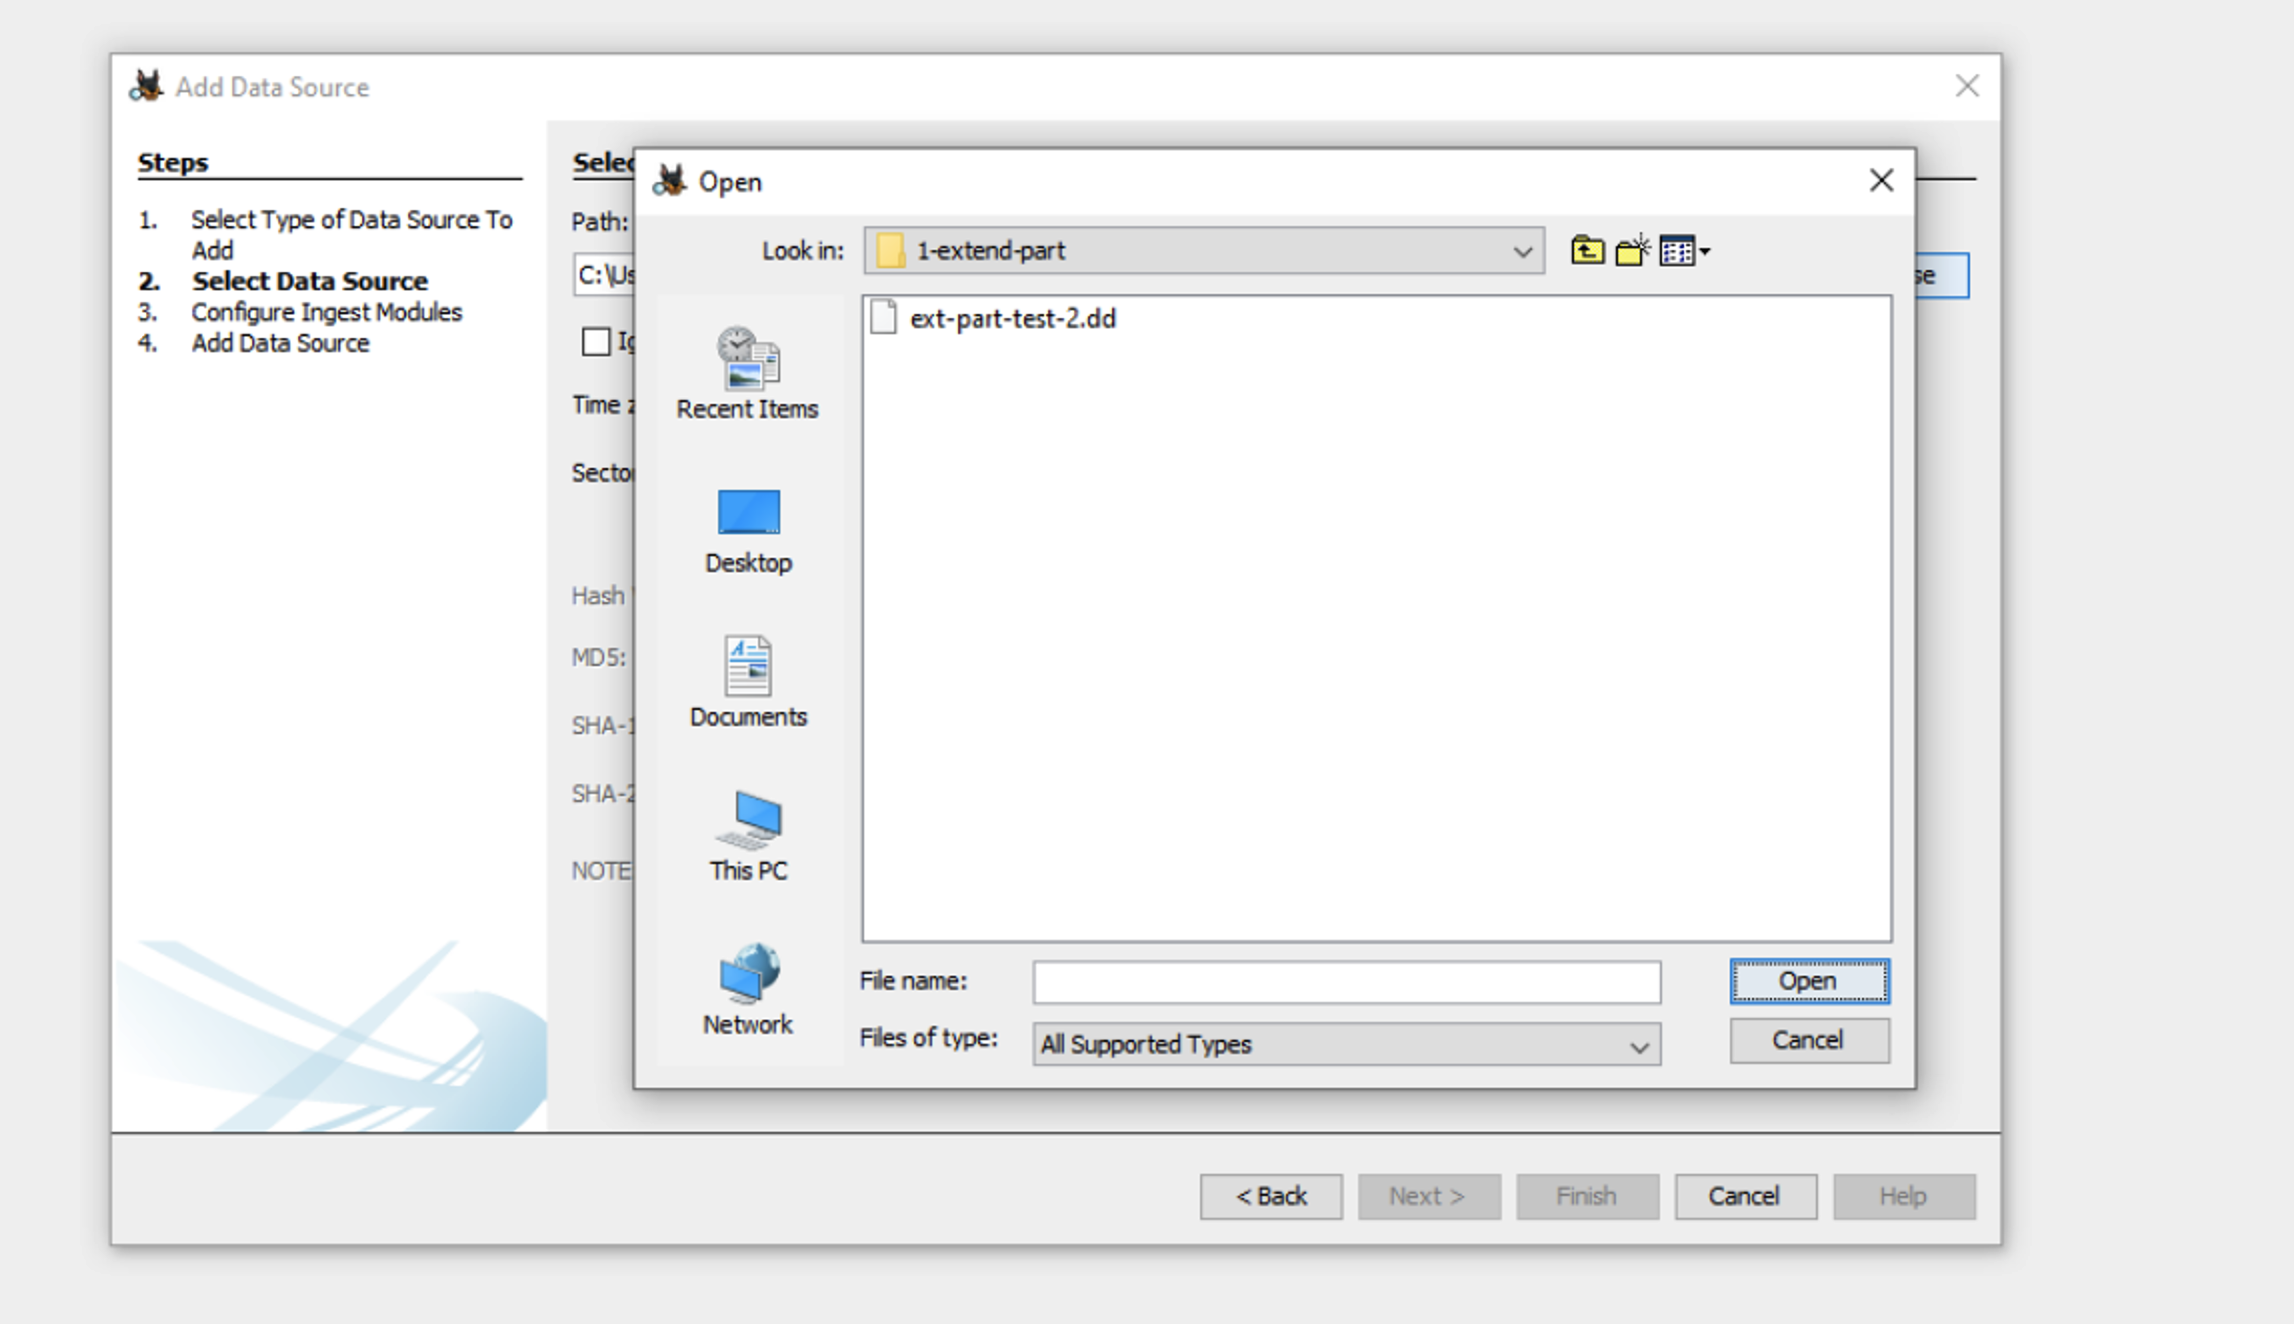 Add Data Source
Steps
1. Select Type of Data Source To
Add
2. Select Data Source
3. Configure Ingest Modules
4. Add Data Source
Selec
Path:
C:\Us
Time z
Secto
Hash
MD5:
SHA-1
SHA-2
NOTE
se
Open
Look in: 1-extend-part
ext-part-test-2.dd
Recent Items
Desktop
Documents
This PC
Network
File name:
Open
Files of type: All Supported Types
Cancel
< Back Next > Finish Cancel Help